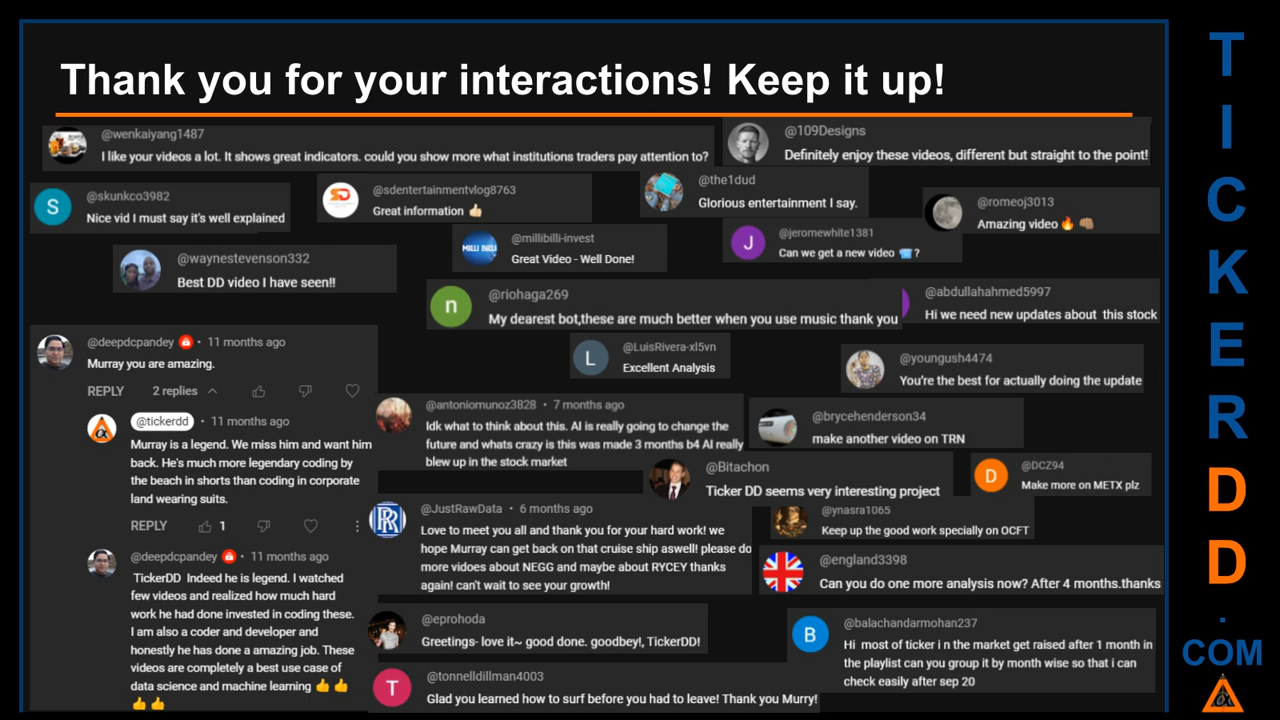 Thank you for your interactions! Keep it up!
@wenkaiyang1487
I like your videos a lot. It shows great indicators. could you show more what institutions traders pay attention to?
@109Designs
Definitely enjoy these videos, different but straight to the point!
S
@skunkco3982
Nice vid I must say it's well explained
SD
@sdentertainmentvlog8763
Great information 👍🏻
@the1dud
Glorious entertainment I say.
@romeoj3013
Amazing video 🔥 👊🏽
@waynestevenson332
Best DD video I have seen!!
MILLI BILLI
@millibilli-invest
Great Video - Well Done!
J
@jeromewhite1381
Can we get a new video ?
n
@riohaga269
My dearest bot,these are much better when you use music thank you
@abdullahahmed5997
Hi we need new updates about this stock
L
@LuisRivera-xl5vn
Excellent Analysis
@youngush4474
You're the best for actually doing the update
@deepdcpandey • 11 months ago
Murray you are amazing.
REPLY 2 replies
@tickerdd • 11 months ago
Murray is a legend. We miss him and want him
back. He's much more legendary coding by
the beach in shorts than coding in corporate
land wearing suits.
REPLY 1
@deepdcpandey • 11 months ago
TickerDD Indeed he is legend. I watched
few videos and realized how much hard
work he had done invested in coding these.
I am also a coder and developer and
honestly he has done a amazing job. These
videos are completely a best use case of
data science and machine learning 👍 👍
👍 👍
@antoniomunoz3828 • 7 months ago
Idk what to think about this. AI is really going to change the
future and whats crazy is this was made 3 months b4 AI really
blew up in the stock market
@brycehenderson34
make another video on TRN
@Bitachon
Ticker DD seems very interesting project
D
@DCZ94
Make more on METX plz
@JustRawData • 6 months ago
Love to meet you all and thank you for your hard work! we
hope Murray can get back on that cruise ship aswell! please do
more vidoes about NEGG and maybe about RYCEY thanks
again! can't wait to see your growth!
@ynasra1065
Keep up the good work specially on OCFT
@england3398
Can you do one more analysis now? After 4 months.thanks
@eprohoda
Greetings- love it~ good done. goodbey!, TickerDD!
B
@balachandarmohan237
Hi most of ticker i n the market get raised after 1 month in
the playlist can you group it by month wise so that i can
check easily after sep 20
T
@tonnelldillman4003
Glad you learned how to surf before you had to leave! Thank you Murry!
T
I
C
K
E
R
D
D
.
COM